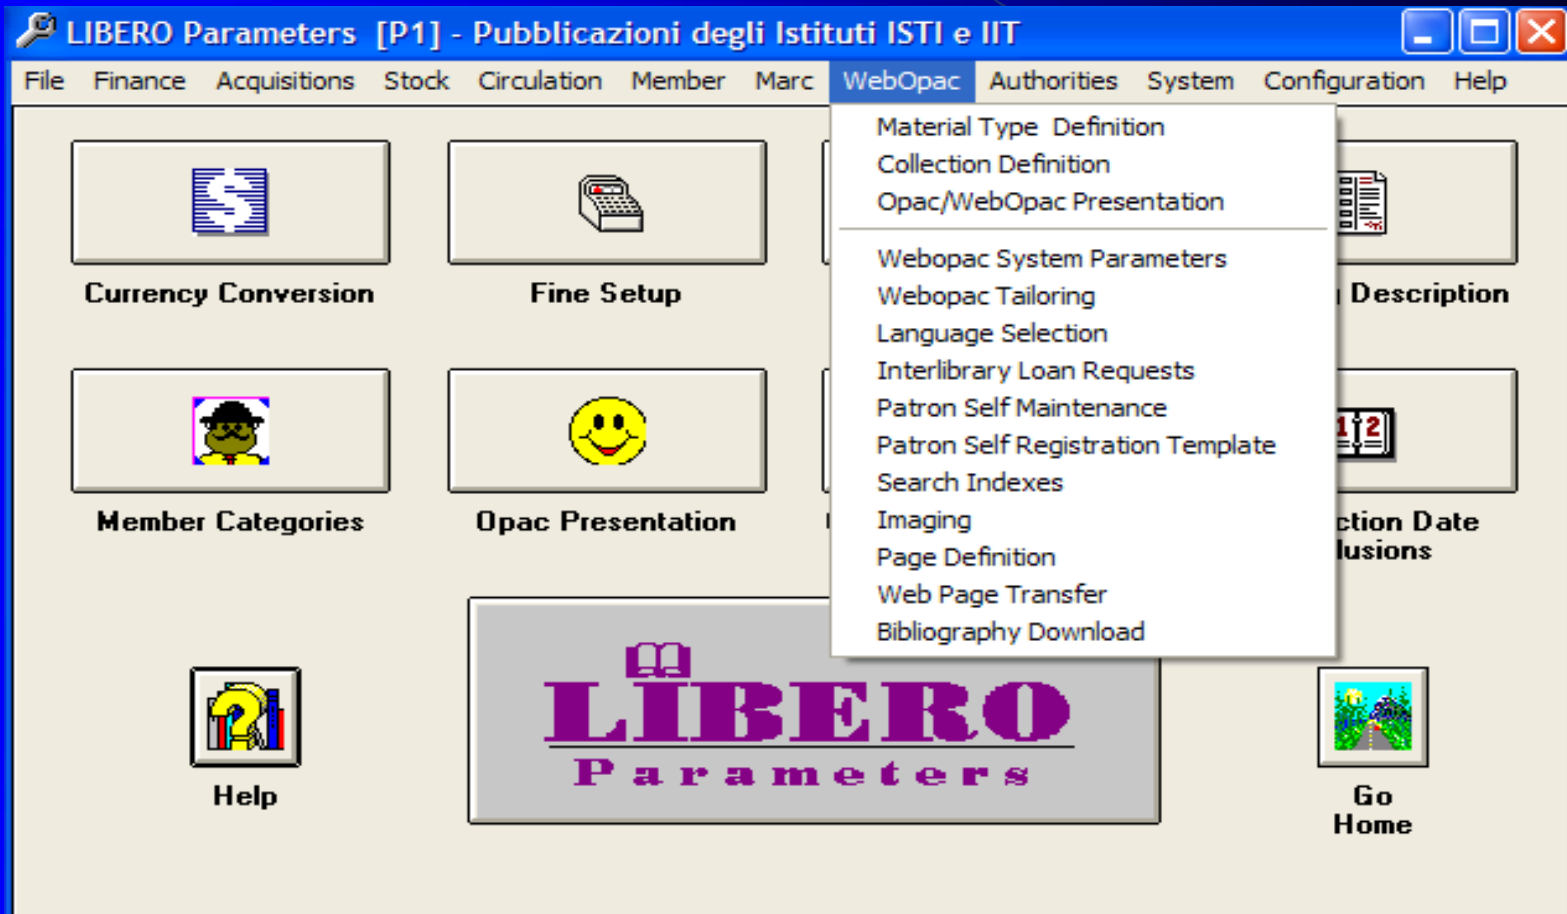 LIBERO Parameters [P1] - Pubblicazioni degli Istituti ISTI e IIT
File Finance Acquisitions Stock Circulation Member Marc WebOpac Authorities System Configuration Help
Material Type Definition
Collection Definition
Opac/WebOpac Presentation
Webopac System Parameters
Webopac Tailoring
Language Selection
Interlibrary Loan Requests
Patron Self Maintenance
Patron Self Registration Template
Search Indexes
Imaging
Page Definition
Web Page Transfer
Bibliography Download
Currency Conversion
Fine Setup
Description
Member Categories
Opac Presentation
Date
Help
LIBERO
Parameters
Go
Home